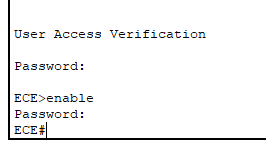 User Access Verification
Password:
ECE>enable
Password:
ECE#